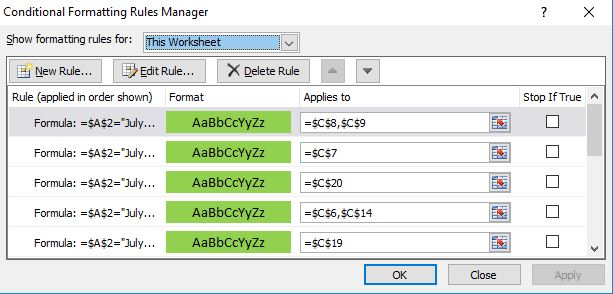 Conditional Formatting Rules Manager
? ×
Show formatting rules for: This Worksheet
New Rule... Edit Rule... Delete Rule
Rule (applied in order shown) Format Applies to Stop If True
Formula: =$A$2="July... AaBbCcYyZz =$C$8,$C$9
Formula: =$A$2="July... AaBbCcYyZz =$C$7
Formula: =$A$2="July... AaBbCcYyZz =$C$20
Formula: =$A$2="July... AaBbCcYyZz =$C$6,$C$14
Formula: =$A$2="July... AaBbCcYyZz =$C$19
OK Close Apply